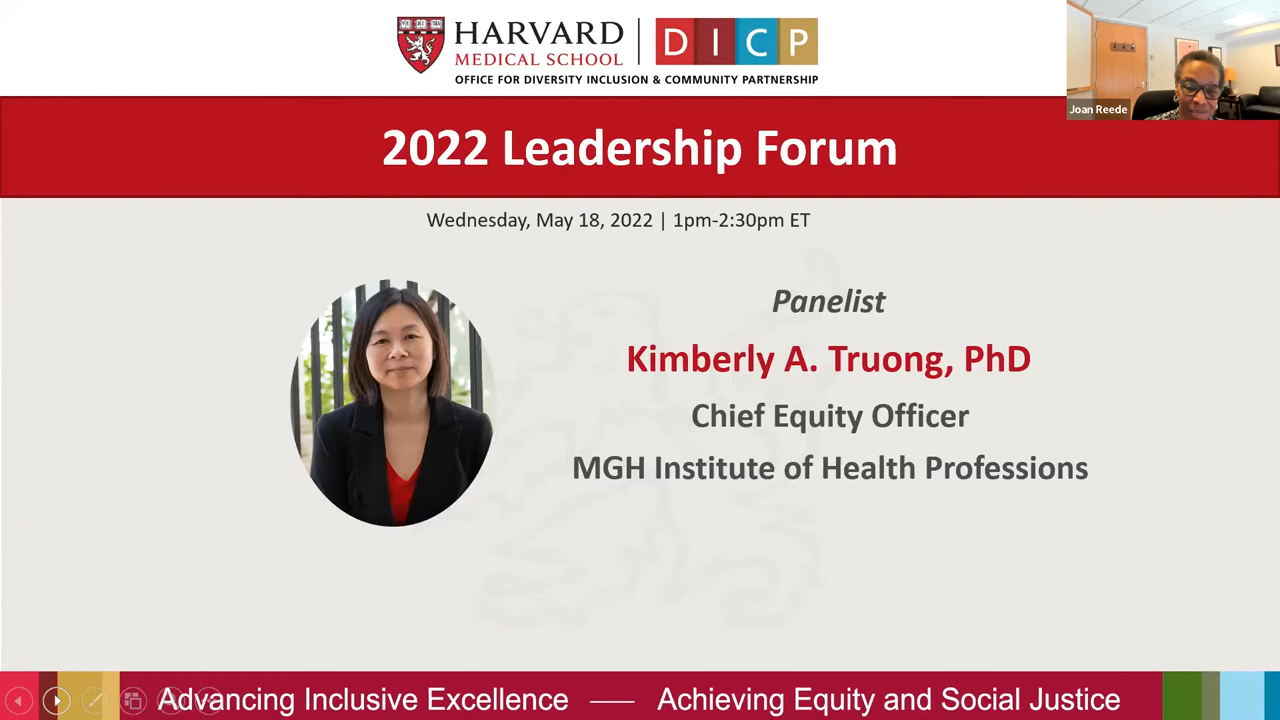 HARVARD
MEDICAL SCHOOL
DICP
OFFICE FOR DIVERSITY INCLUSION & COMMUNITY PARTNERSHIP
Joan Reede
2022 Leadership Forum
Wednesday, May 18, 2022 | 1pm-2:30pm ET
Panelist
Kimberly A. Truong, PhD
Chief Equity Officer
MGH Institute of Health Professions
Advancing Inclusive Excellence —— Achieving Equity and Social Justice